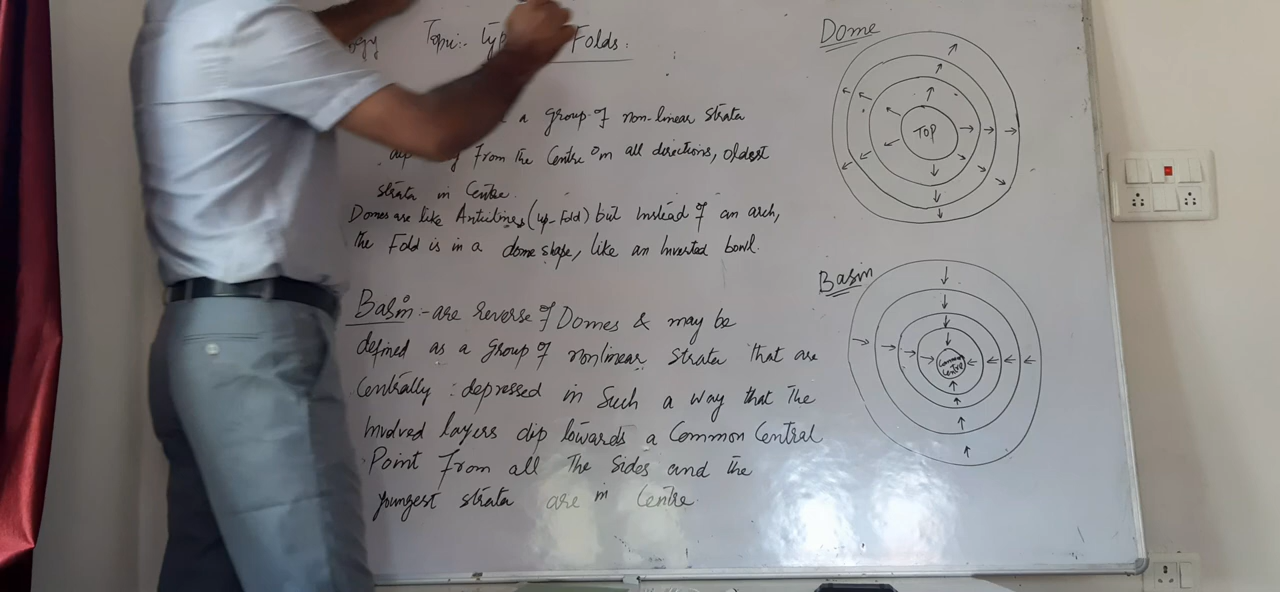 Topic:- typ Folds:
a group of non-linear strata
from the Centre in all directions, oldest
strata in Centre.
Domes are like Anticlines (up-Fold) but instead of an arch,
the Fold is in a dome shape, like an Inverted bowl.
Basin:- are reverse of Domes & may be
defined as a group of nonlinear strata that are
Centrally depressed in Such a way that the
Involved layers dip towards a Common Central
Point from all the Sides and the
youngest strata are in Centre
Dome
TOP
Basin
Common
Centre